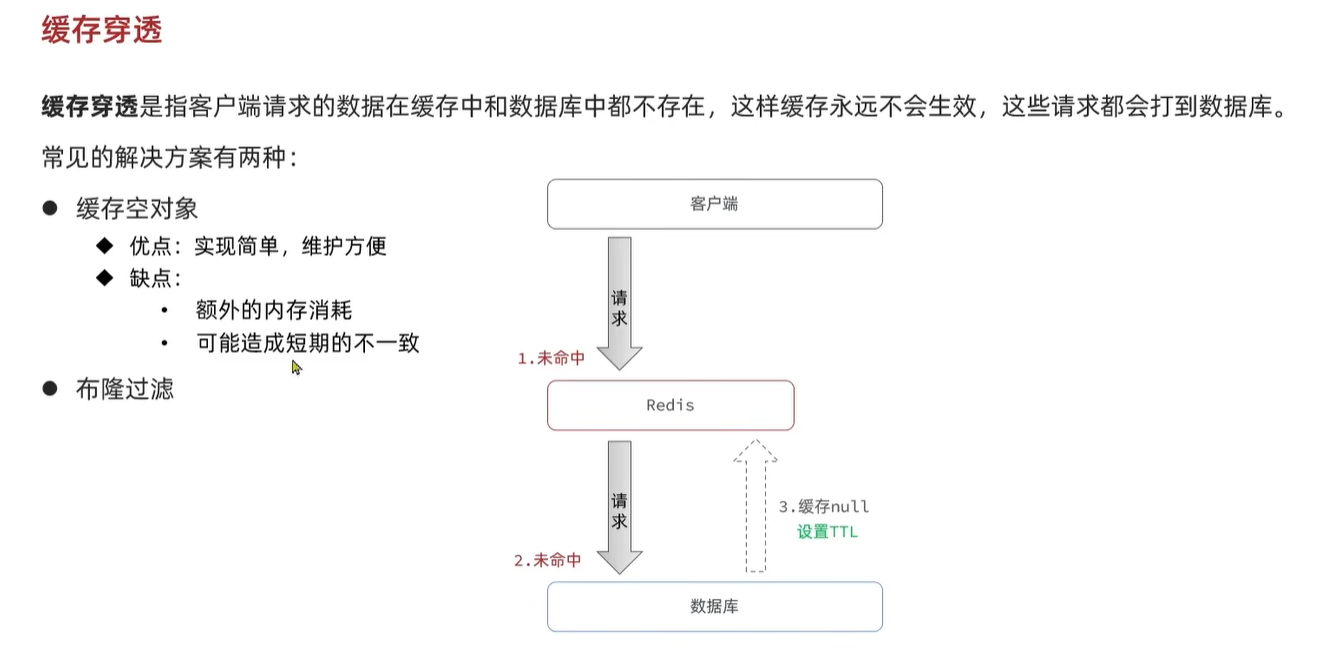 缓存穿透
缓存穿透是指客户端请求的数据在缓存中和数据库中都不存在，这样缓存永远不会生效，这些请求都会打到数据库。
常见的解决方案有两种：
● 缓存空对象
◆ 优点：实现简单，维护方便
◆ 缺点：
• 额外的内存消耗
• 可能造成短期的不一致
● 布隆过滤
客户端
请求
1.未命中
Redis
请求
2.未命中
3.缓存null
设置TTL
数据库